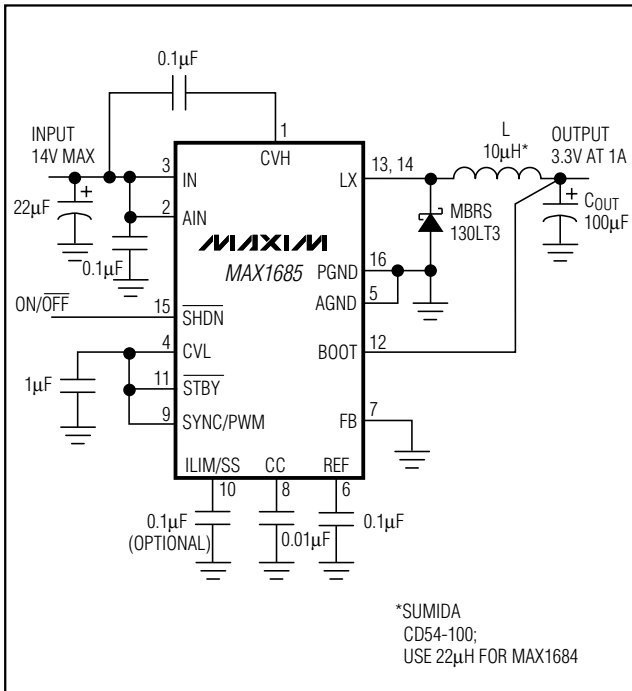 0.1µF
1
CVH
INPUT
14V MAX
3
IN
2
AIN
22µF
0.1µF
MAXIM
MAX1685
13, 14
LX
L
10µH*
OUTPUT
3.3V AT 1A
COUT
100µF
MBRS
130LT3
16
PGND
5
AGND
ON/OFF
15
SHDN
4
CVL
12
BOOT
1µF
11
STBY
9
SYNC/PWM
7
FB
ILIM/SS
CC
REF
10
8
6
0.1µF
(OPTIONAL)
0.01µF
0.1µF
*SUMIDA
CD54-100;
USE 22µH FOR MAX1684